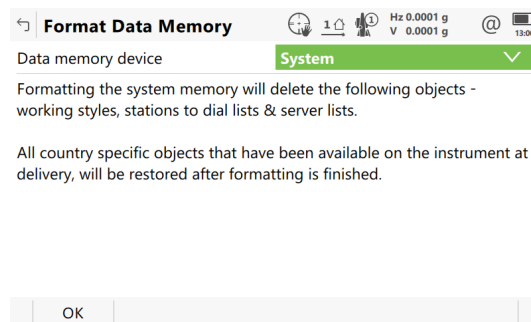 Format Data Memory
1
1
Hz 0.0001 g
V 0.0001 g
@
Data memory device
System
Formatting the system memory will delete the following objects -
working styles, stations to dial lists & server lists.
All country specific objects that have been available on the instrument at
delivery, will be restored after formatting is finished.
OK